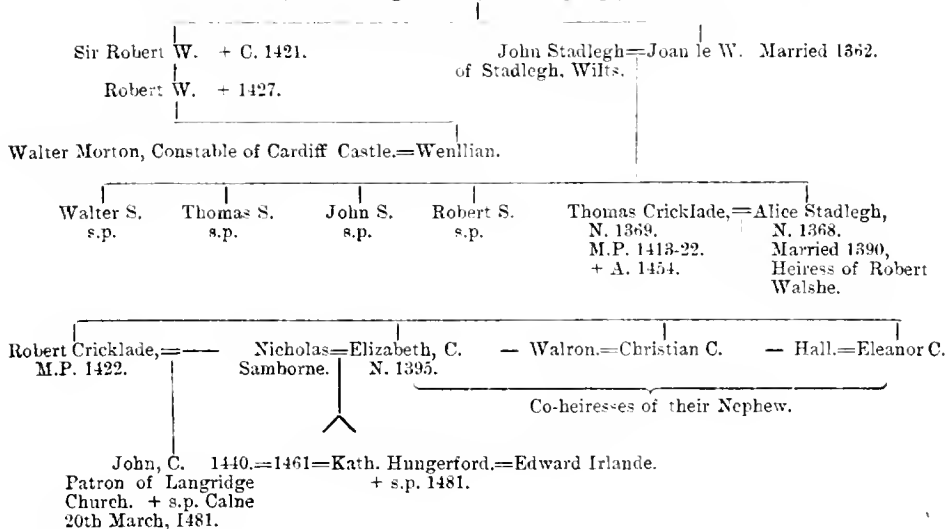 Sir Robert W. + C. 1421. John Stadlegh=Joan le W. Married 1362.
of Stadlegh, Wilts.
Robert W. + 1427.
Walter Morton, Constable of Cardiff Castle.=Wenllian.
Walter S. Thomas S. John S. Robert S. Thomas Cricklade,=Alice Stadlegh,
s.p. s.p. s.p. s.p. N. 1369. N. 1368.
M.P. 1413-22. Married 1390,
+ A. 1454. Heiress of Robert
Walshe.
Robert Cricklade,=— Nicholas=Elizabeth, C. — Walron.=Christian C. — Hall.=Eleanor C.
M.P. 1422. Samborne. N. 1395.
Co-heiresses of their Nephew.
John, C. 1440.=1461=Kath. Hungerford.=Edward Irlande.
Patron of Langridge + s.p. 1481.
Church. + s.p. Calne
20th March, 1481.